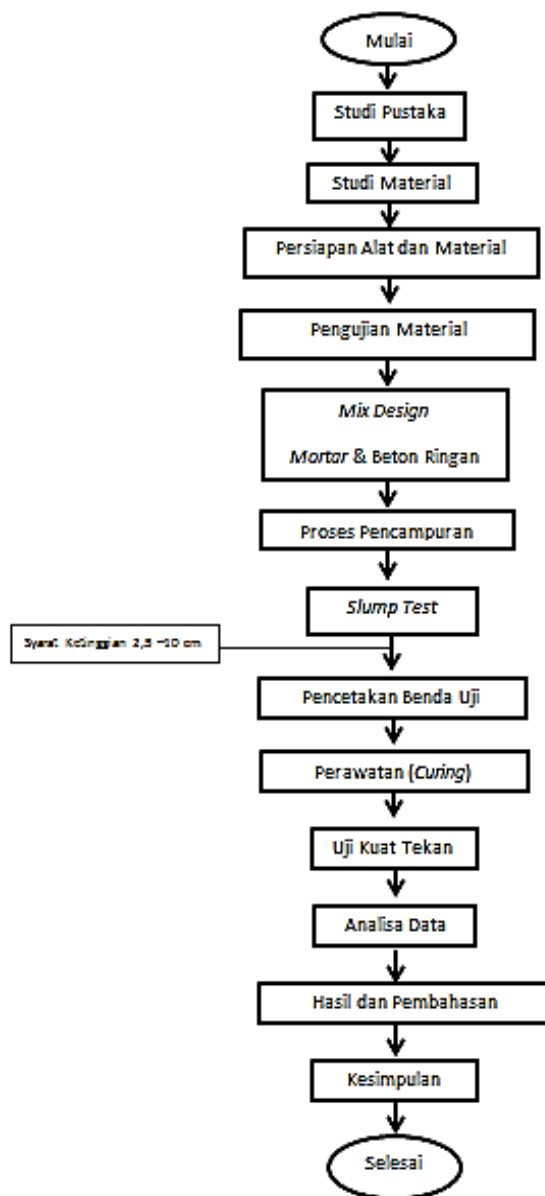 Mulai
Studi Pustaka
Studi Material
Persiapan Alat dan Material
Pengujian Material
Mix Design
Mortar & Beton Ringan
Proses Pencampuran
Slump Test
Syarat Ketinggian 2,5 –10 cm
Pencetakan Benda Uji
Perawatan (Curing)
Uji Kuat Tekan
Analisa Data
Hasil dan Pembahasan
Kesimpulan
Selesai